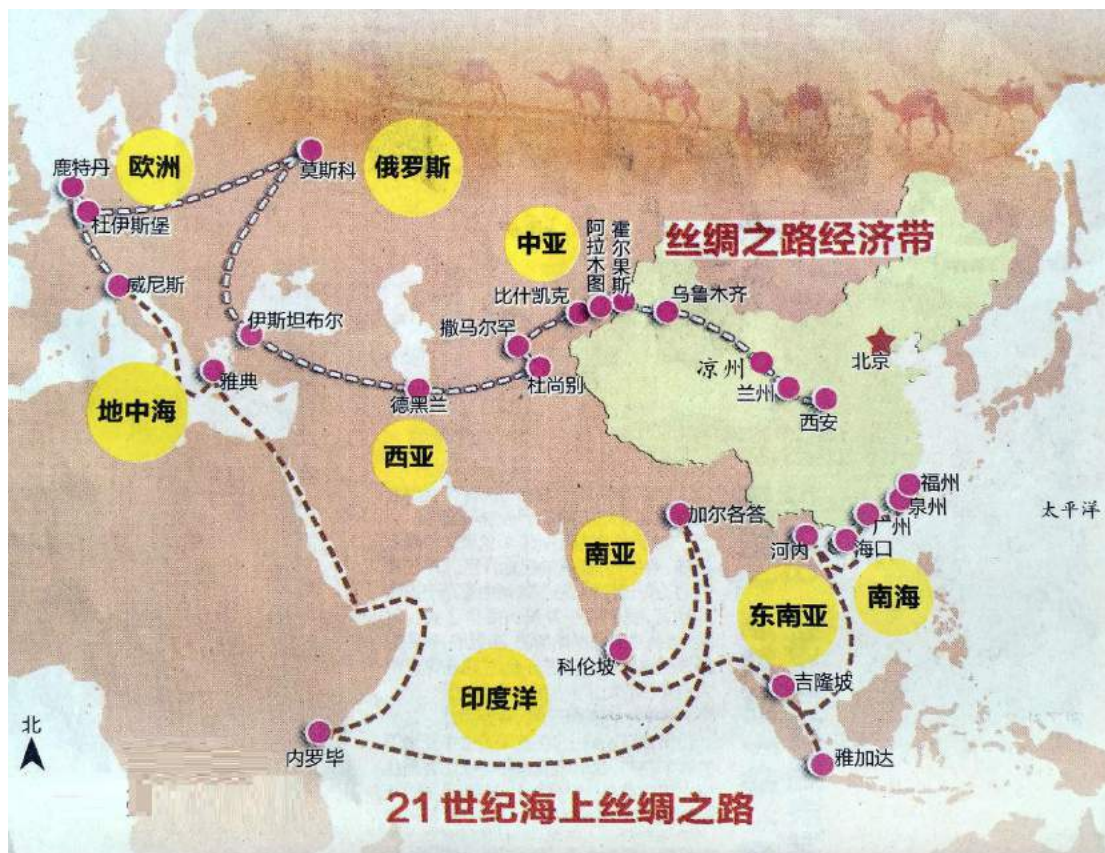 鹿特丹
欧洲
莫斯科
俄罗斯
杜伊斯堡
丝绸之路经济带
中亚
阿拉木图
霍尔果斯
威尼斯
比什凯克
乌鲁木齐
伊斯坦布尔
撒马尔罕
北京
雅典
杜尚别
凉州
兰州
德黑兰
西安
地中海
西亚
福州
泉州
太平洋
加尔各答
广州
河内
海口
南亚
南海
东南亚
科伦坡
吉隆坡
印度洋
北
内罗毕
雅加达
21世纪海上丝绸之路